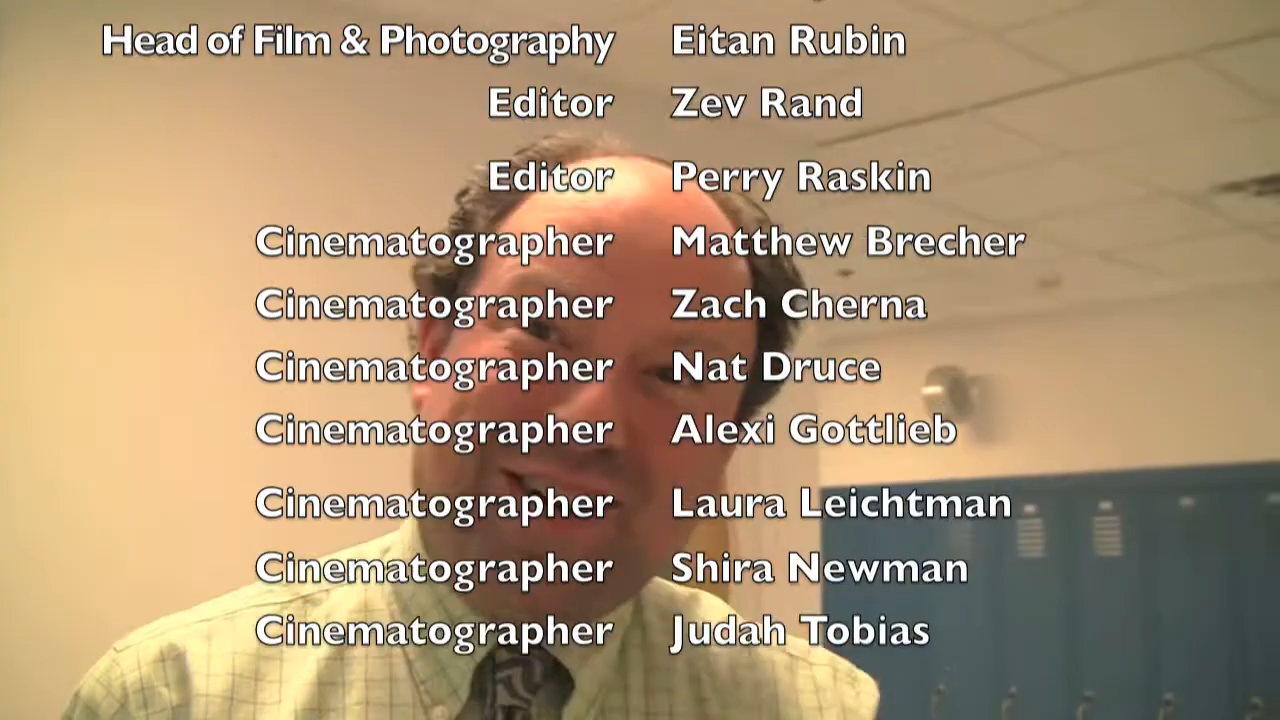 Head of Film & Photography Eitan Rubin
Editor Zev Rand
Editor Perry Raskin
Cinematographer Matthew Brecher
Cinematographer Zach Cherna
Cinematographer Nat Druce
Cinematographer Alexi Gottlieb
Cinematographer Laura Leichtman
Cinematographer Shira Newman
Cinematographer Judah Tobias